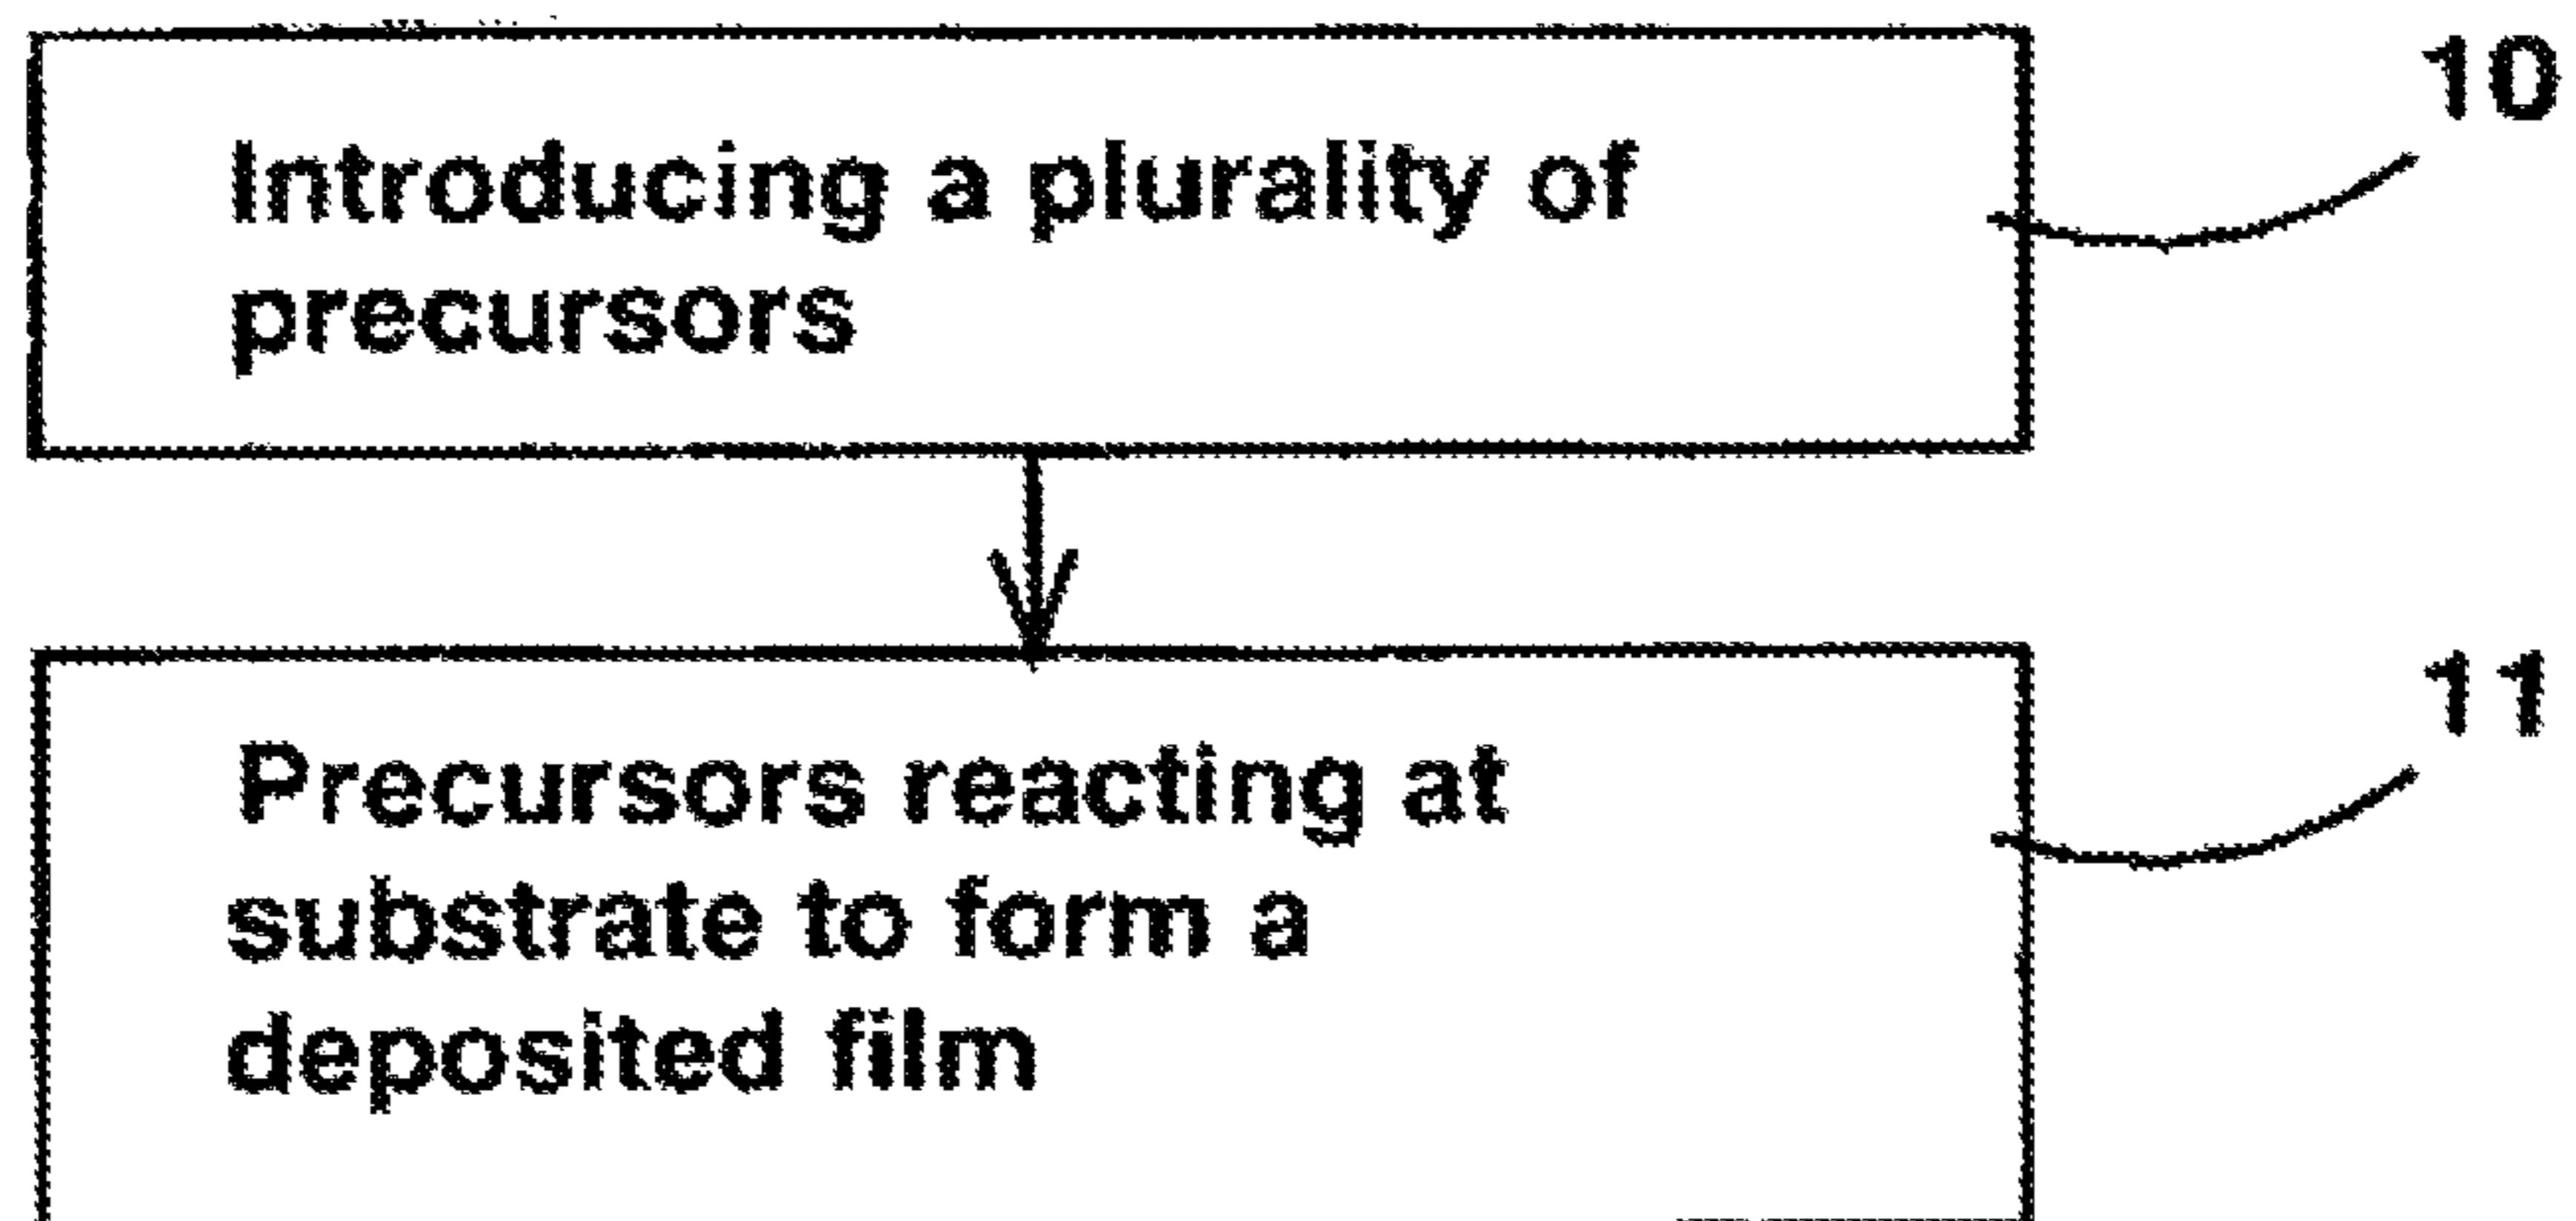 10
Introducing a plurality of
precursors
11
Precursors reacting at
substrate to form a
deposited film